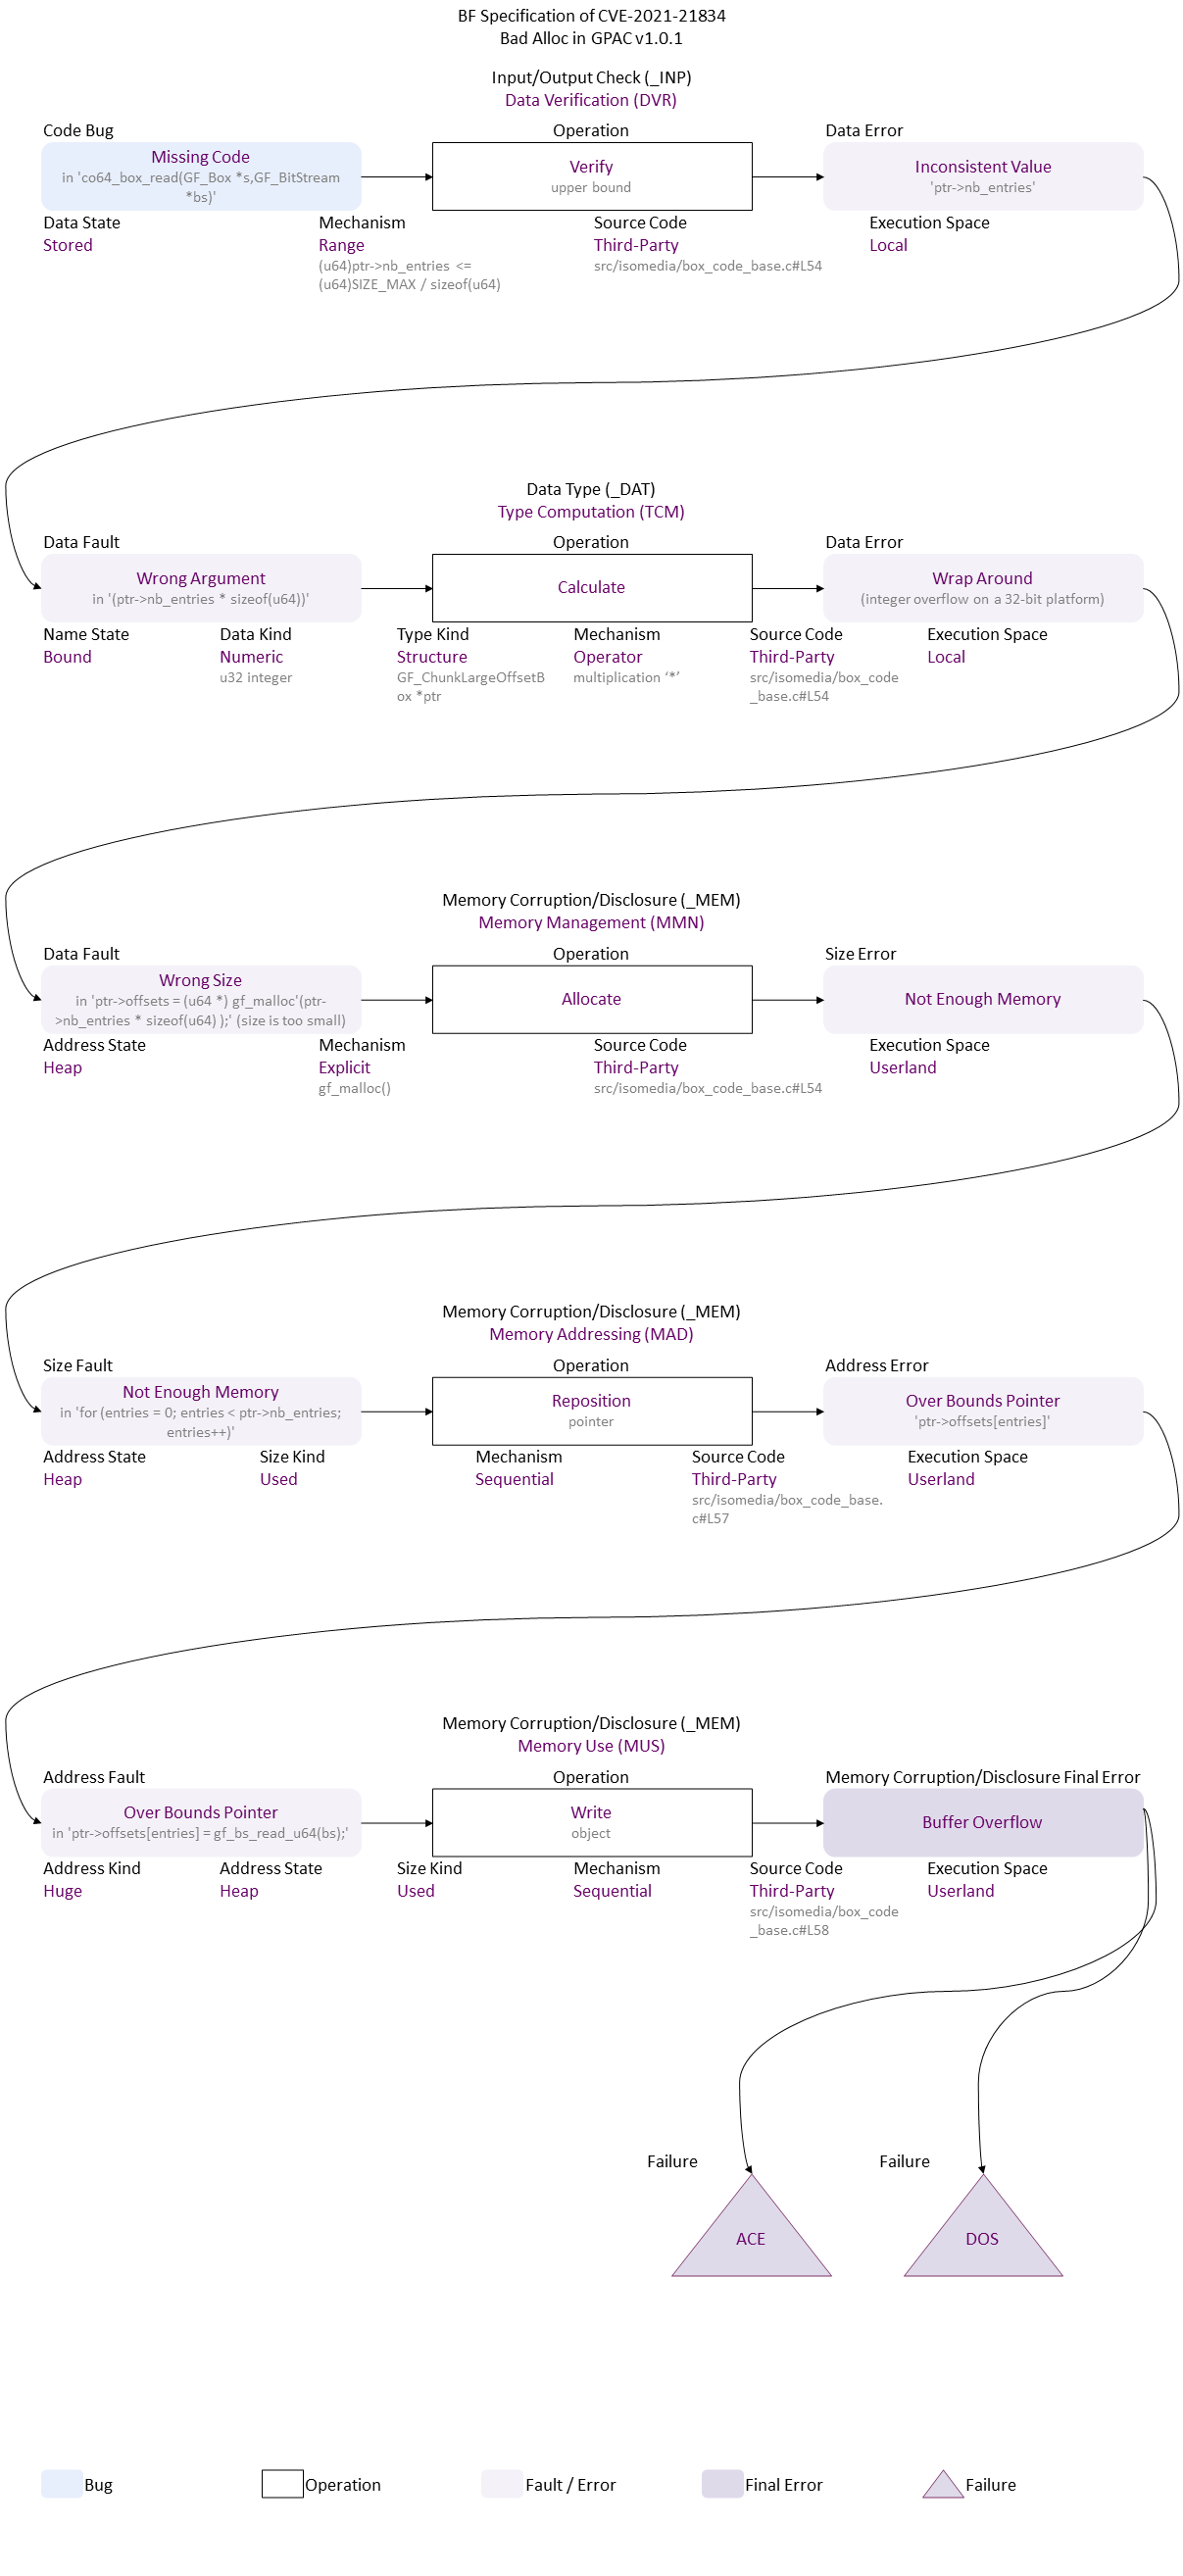 BF Specification of CVE-2021-21834
Bad Alloc in GPAC v1.0.1
Input/Output Check (_INP)
Data Verification (DVR)
Code Bug
Operation
Data Error
Missing Code
in 'co64_box_read(GF_Box *s,GF_BitStream
*bs)'
Verify
upper bound
Inconsistent Value
'ptr->nb_entries'
Data State
Mechanism
Source Code
Execution Space
Stored
Range
Third-Party
Local
(u64)ptr->nb_entries <=
(u64)SIZE_MAX / sizeof(u64)
src/isomedia/box_code_base.c#L54
Data Type (_DAT)
Type Computation (TCM)
Data Fault
Operation
Data Error
Wrong Argument
in '(ptr->nb_entries * sizeof(u64))'
Calculate
Wrap Around
(integer overflow on a 32-bit platform)
Name State
Data Kind
Type Kind
Mechanism
Source Code
Execution Space
Bound
Numeric
Structure
Operator
Third-Party
Local
u32 integer
GF_ChunkLargeOffsetB
ox *ptr
multiplication ‘*’
src/isomedia/box_code
_base.c#L54
Memory Corruption/Disclosure (_MEM)
Memory Management (MMN)
Data Fault
Operation
Size Error
Wrong Size
in 'ptr->offsets = (u64 *) gf_malloc'(ptr-
>nb_entries * sizeof(u64) );' (size is too small)
Allocate
Not Enough Memory
Address State
Mechanism
Source Code
Execution Space
Heap
Explicit
Third-Party
Userland
gf_malloc()
src/isomedia/box_code_base.c#L54
Memory Corruption/Disclosure (_MEM)
Memory Addressing (MAD)
Size Fault
Operation
Address Error
Not Enough Memory
in 'for (entries = 0; entries < ptr->nb_entries;
entries++)'
Reposition
pointer
Over Bounds Pointer
'ptr->offsets[entries]'
Address State
Size Kind
Mechanism
Source Code
Execution Space
Heap
Used
Sequential
Third-Party
Userland
src/isomedia/box_code_base.
c#L57
Memory Corruption/Disclosure (_MEM)
Memory Use (MUS)
Address Fault
Operation
Memory Corruption/Disclosure Final Error
Over Bounds Pointer
in 'ptr->offsets[entries] = gf_bs_read_u64(bs);'
Write
object
Buffer Overflow
Address Kind
Address State
Size Kind
Mechanism
Source Code
Execution Space
Huge
Heap
Used
Sequential
Third-Party
Userland
src/isomedia/box_code
_base.c#L58
Failure
Failure
ACE
DOS
Bug
Operation
Fault / Error
Final Error
Failure